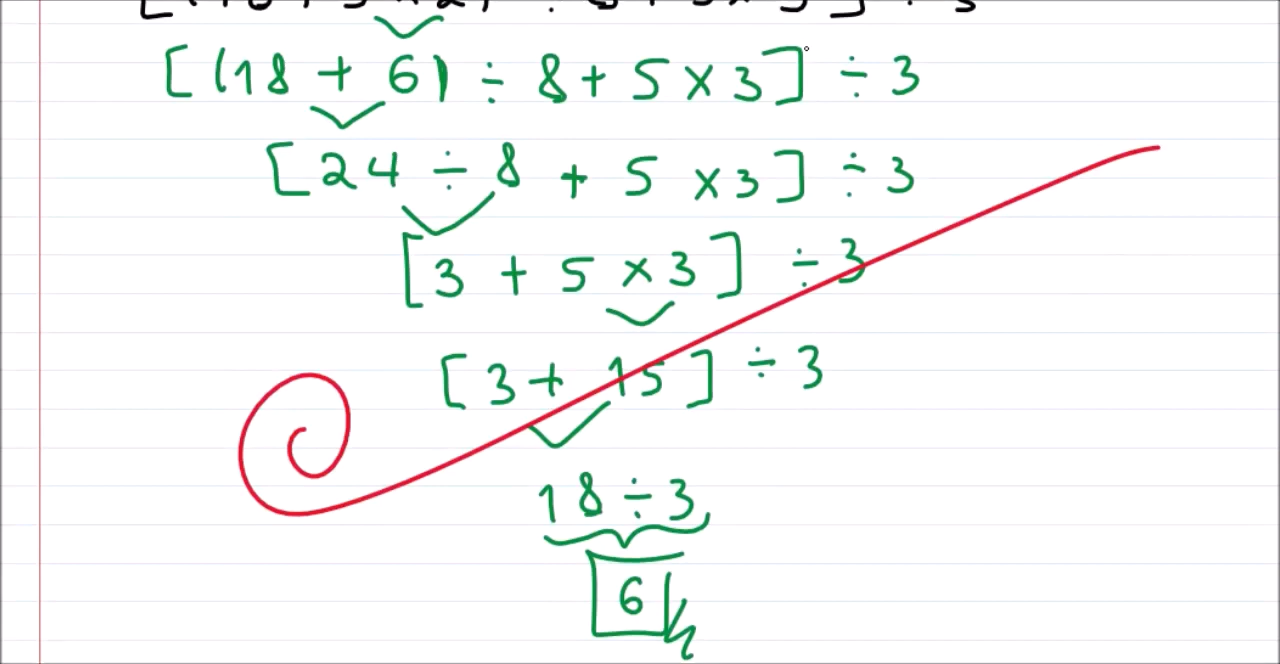 [(18 + 6) ÷ 8 + 5 × 3] ÷ 3
[24 ÷ 8 + 5 × 3] ÷ 3
[3 + 5 × 3] ÷ 3
[3 + 15] ÷ 3
18 ÷ 3
6